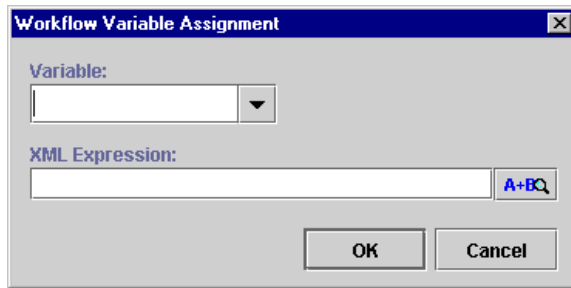 Workflow Variable Assignment
Variable:
XML Expression:
A+B
OK
Cancel